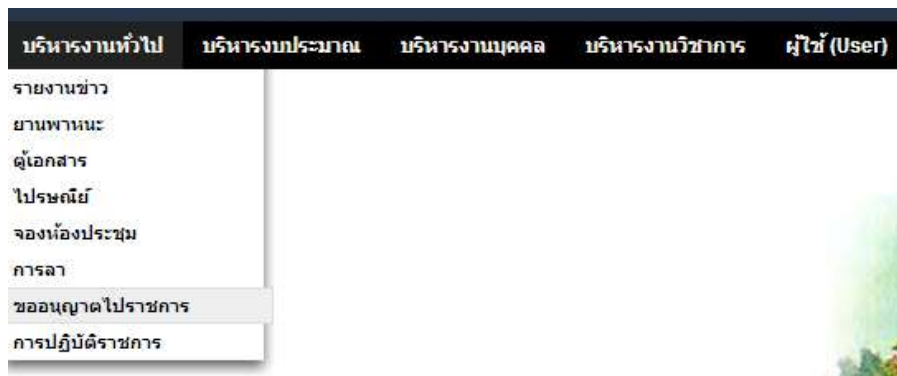 บริหารงานทั่วไป บริหารงบประมาณ บริหารงานบุคคล บริหารงานวิชาการ ผู้ใช้ (User)
รายงานข่าว
ยานพาหนะ
ตู้เอกสาร
ไปรษณีย์
จองห้องประชุม
การลา
ขออนุญาตไปราชการ
การปฏิบัติราชการ